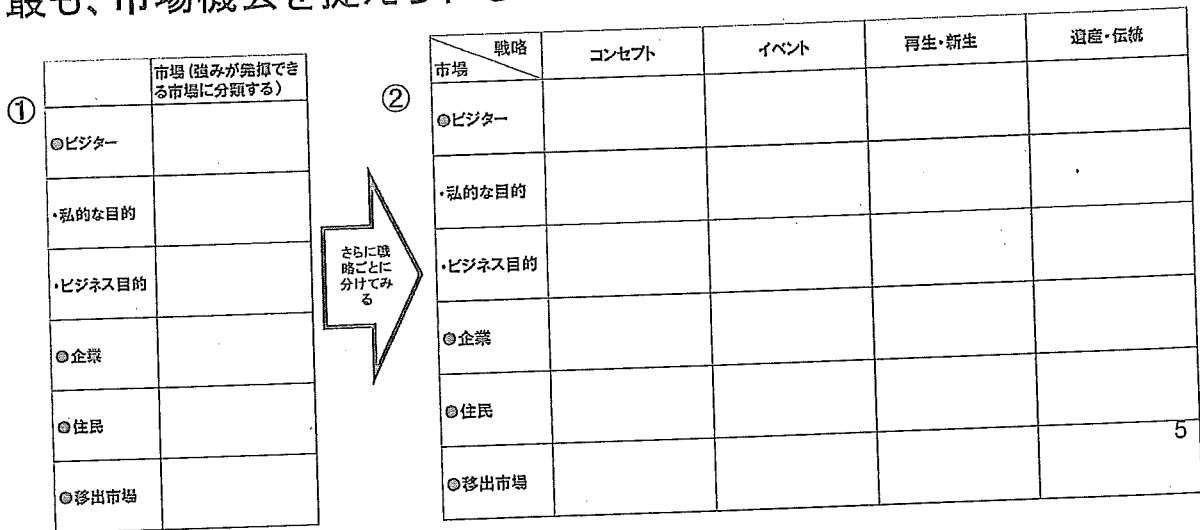 最も、市場機会を捉えられる
①
市場（強みが発揮でき
る市場に分類する）
◎ビジター
・私的な目的
・ビジネス目的
◎企業
◎住民
◎移出市場
さらに戦
略ごとに
分けてみ
る
②
戦略
市場
コンセプト
イベント
再生・新生
遺産・伝統
◎ビジター
・私的な目的
・ビジネス目的
◎企業
◎住民
◎移出市場
5